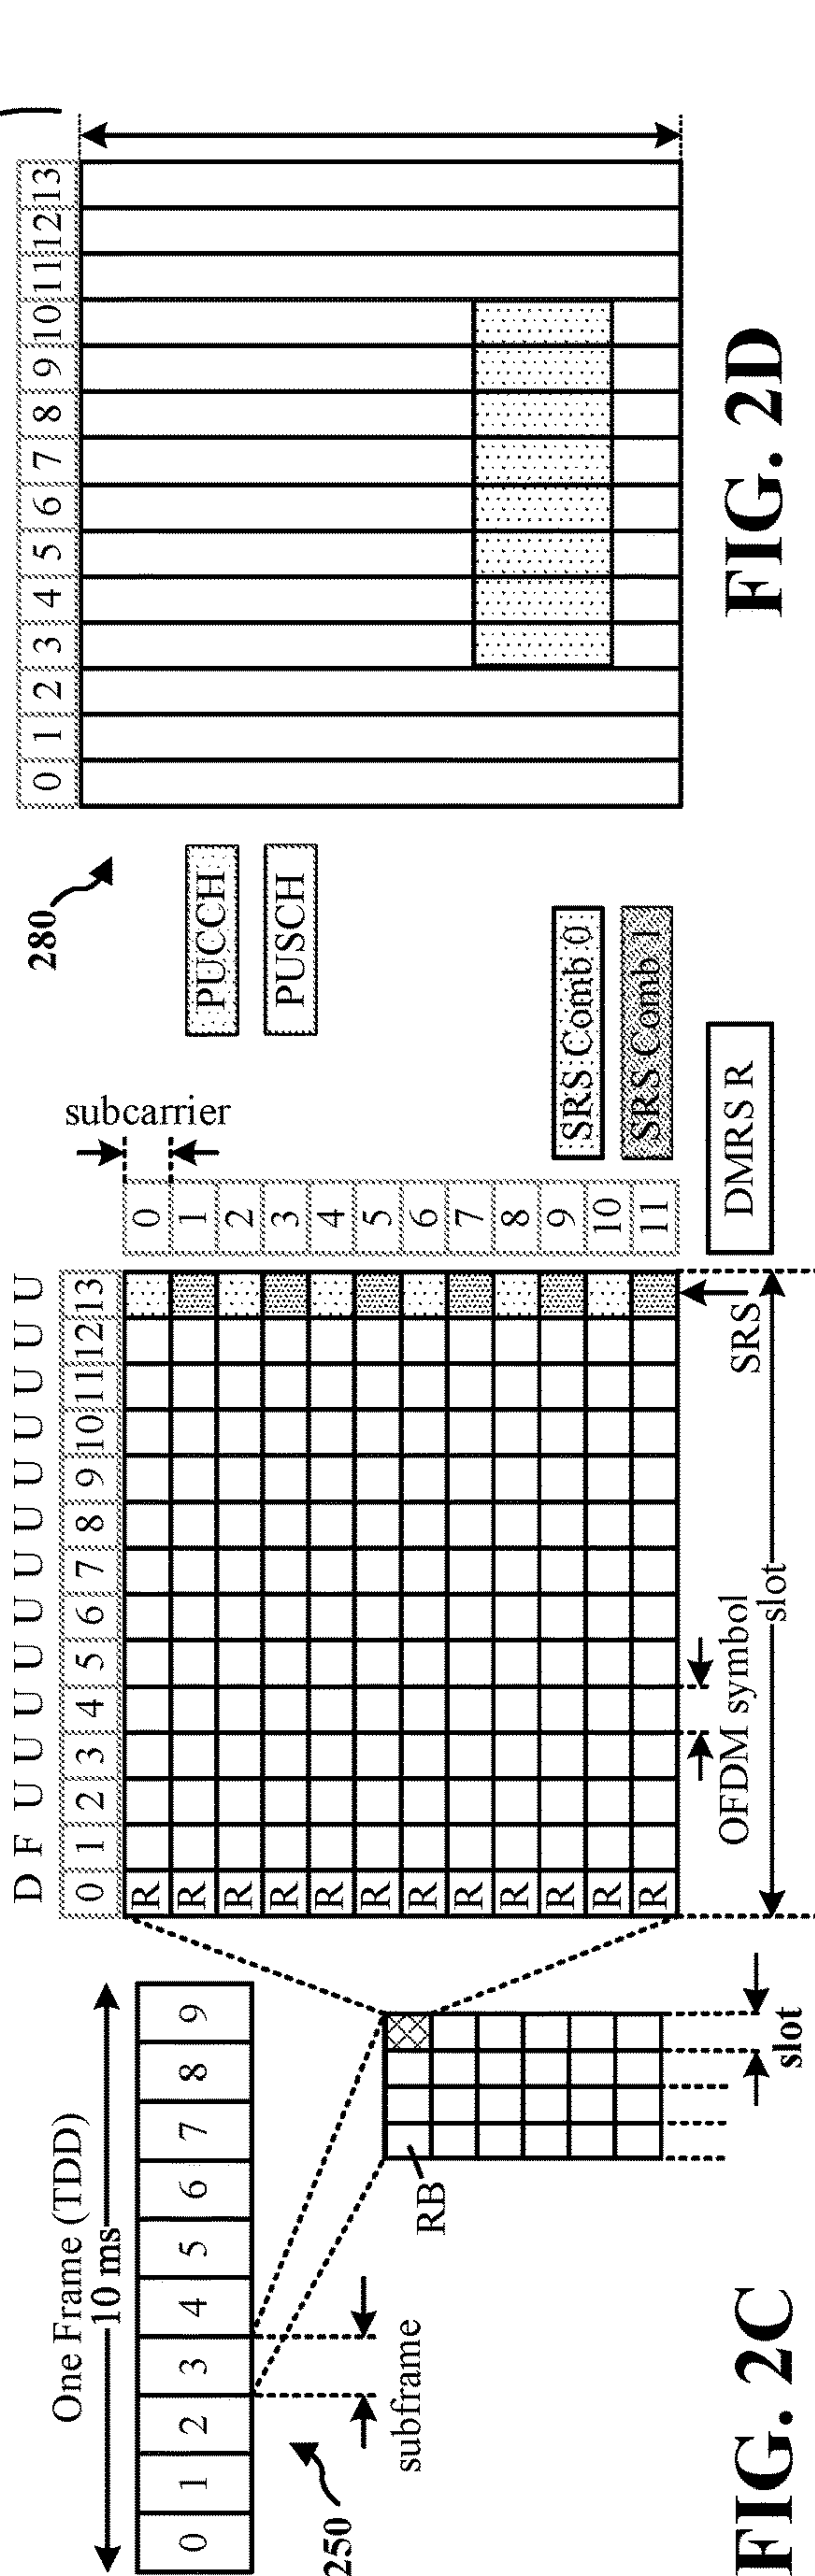 One Frame (TDD)
10 ms
0 1 2 3 4 5 6 7 8 9
250
subframe
RB
slot
FIG. 2C
D F U U U U U U U U U U U U
0 1 2 3 4 5 6 7 8 9 10 11 12 13
R
R
R
R
R
R
R
R
R
R
R
R
subcarrier
0
1
2
3
4
5
6
7
8
9
10
11
OFDM symbol
SRS
slot
DMRS R
SRS Comb 0
SRS Comb 1
280
PUCCH
PUSCH
0 1 2 3 4 5 6 7 8 9 10 11 12 13
FIG. 2D